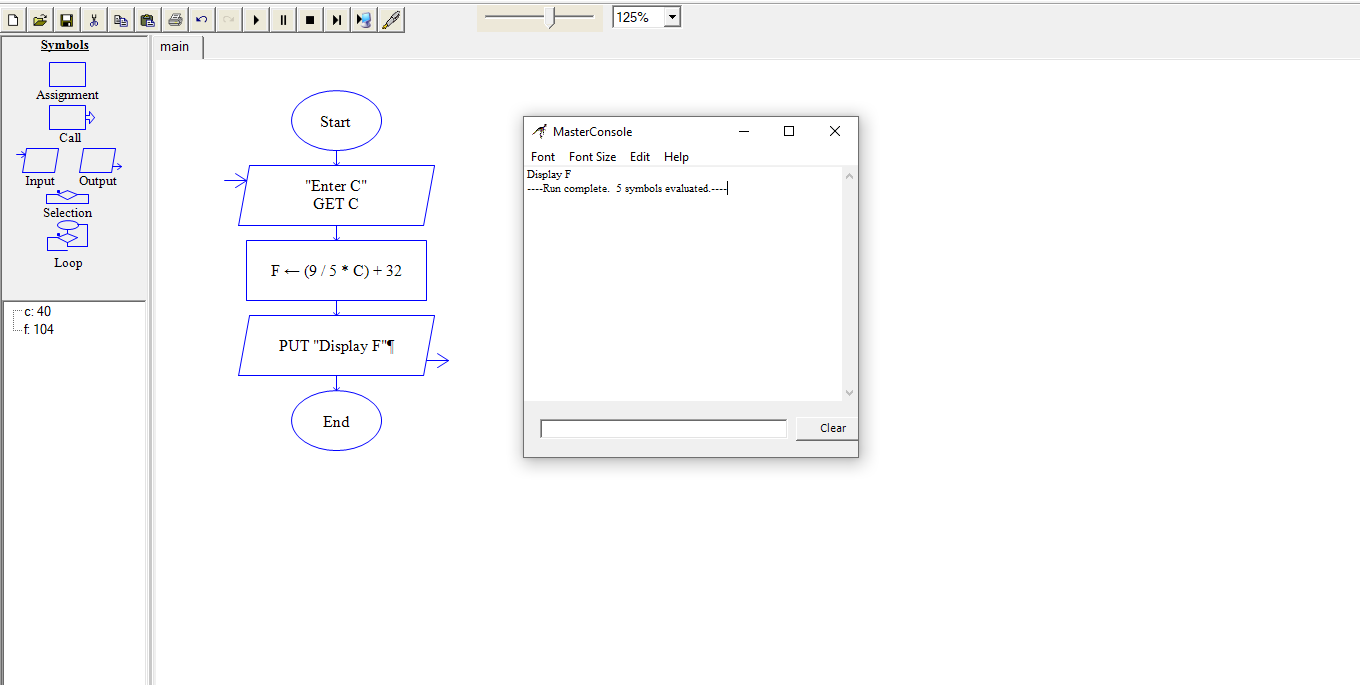 125%
Symbols
Assignment
Call
Input Output
Selection
Loop
c: 40
f: 104
main
Start
"Enter C"
GET C
F ← (9 / 5 * C) + 32
PUT "Display F"¶
End
MasterConsole
Font Font Size Edit Help
Display F
----Run complete.  5 symbols evaluated.----
Clear